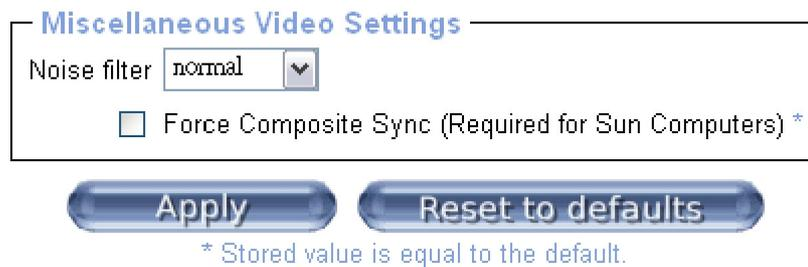 Miscellaneous Video Settings
Noise filter normal
Force Composite Sync (Required for Sun Computers) *
Apply Reset to defaults
* Stored value is equal to the default.